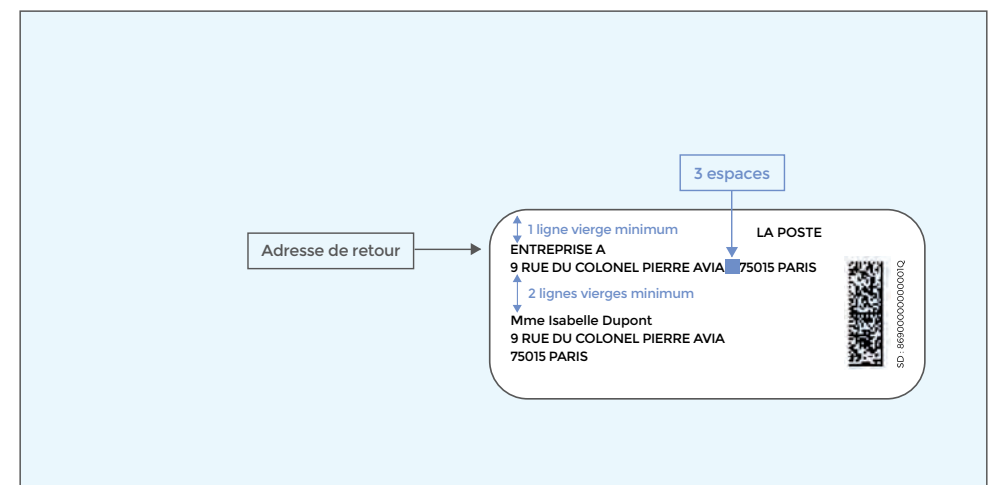 3 espaces
Adresse de retour
1 ligne vierge minimum
LA POSTE
ENTREPRISE A
9 RUE DU COLONEL PIERRE AVIA 75015 PARIS
2 lignes vierges minimum
Mme Isabelle Dupont
9 RUE DU COLONEL PIERRE AVIA
75015 PARIS